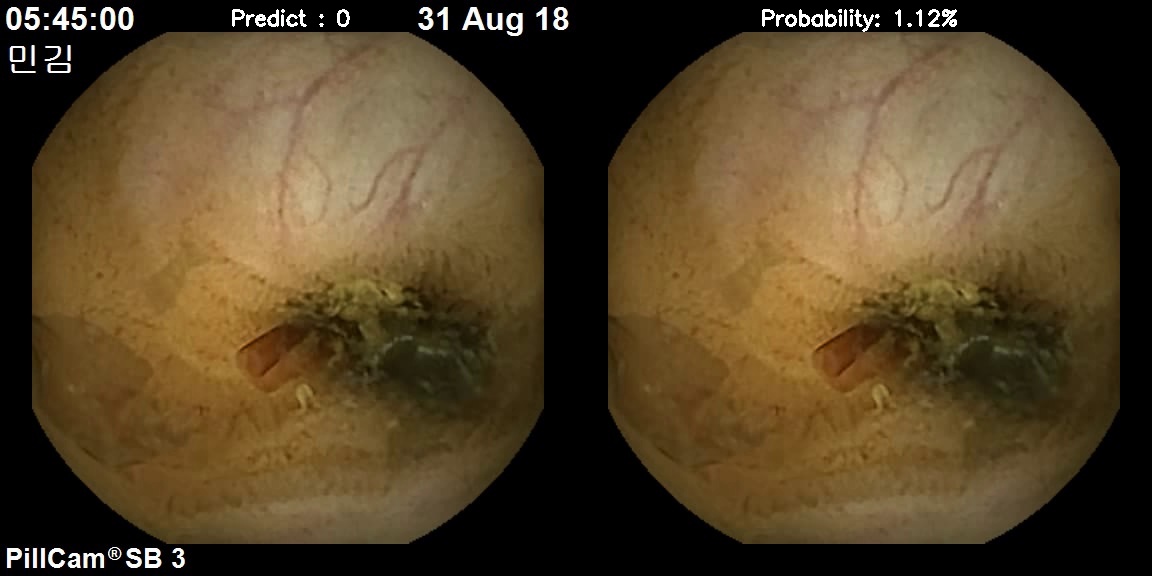 05:45:00 Predict : 0 31 Aug 18 Probability: 1.12%
민김
PillCam® SB 3